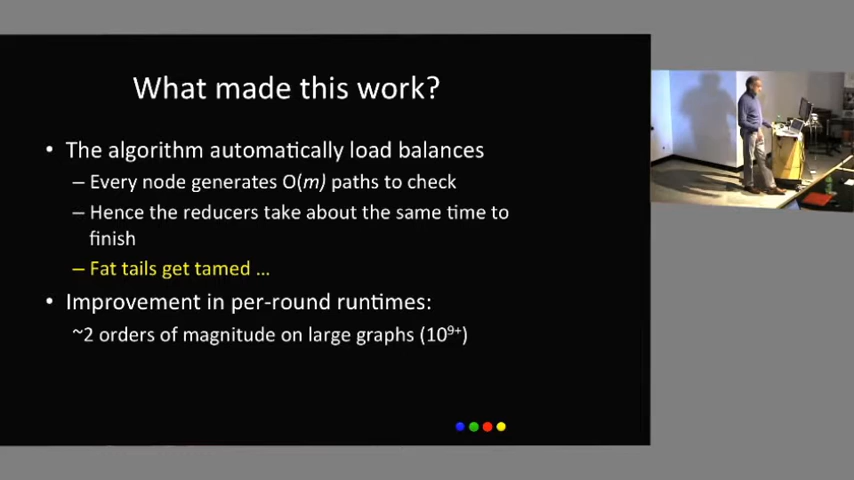 What made this work?
• The algorithm automatically load balances
– Every node generates O(m) paths to check
– Hence the reducers take about the same time to
finish
– Fat tails get tamed ...
• Improvement in per-round runtimes:
~2 orders of magnitude on large graphs (10⁹⁺)